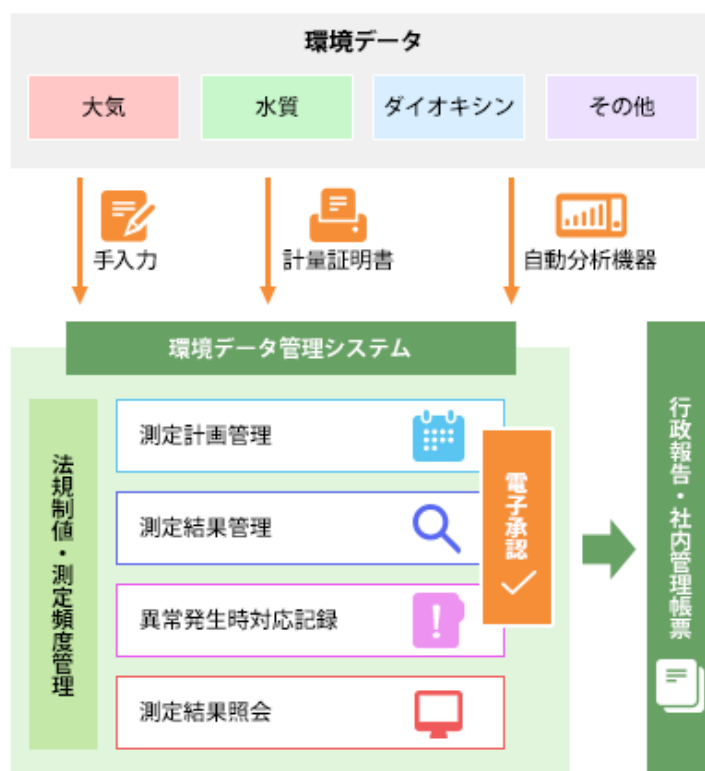 環境データ
大気
水質
ダイオキシン
その他
手入力
計量証明書
自動分析機器
環境データ管理システム
法規制値・測定頻度管理
測定計画管理
測定結果管理
異常発生時対応記録
測定結果照会
電子承認
行政報告・社内管理帳票